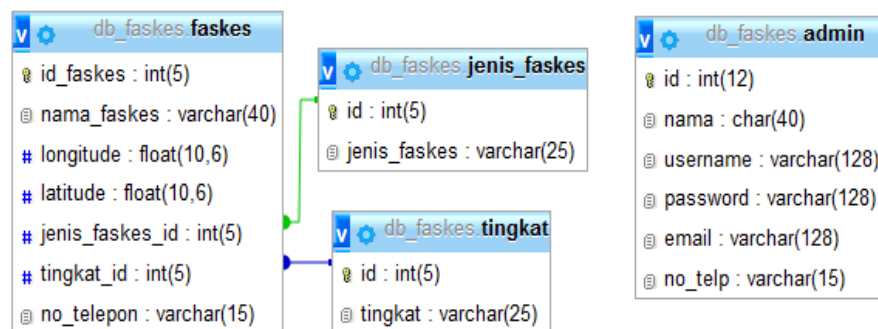 db_faskes.faskes
id_faskes : int(5)
nama_faskes : varchar(40)
# longitude : float(10,6)
# latitude : float(10,6)
# jenis_faskes_id : int(5)
# tingkat_id : int(5)
no_telepon : varchar(15)
v db_faskes.jenis_faskes
id : int(5)
jenis_faskes : varchar(25)
v db_faskes.tingkat
id : int(5)
tingkat : varchar(25)
v db_faskes.admin
id : int(12)
nama : char(40)
username : varchar(128)
password : varchar(128)
email : varchar(128)
no_telp : varchar(15)